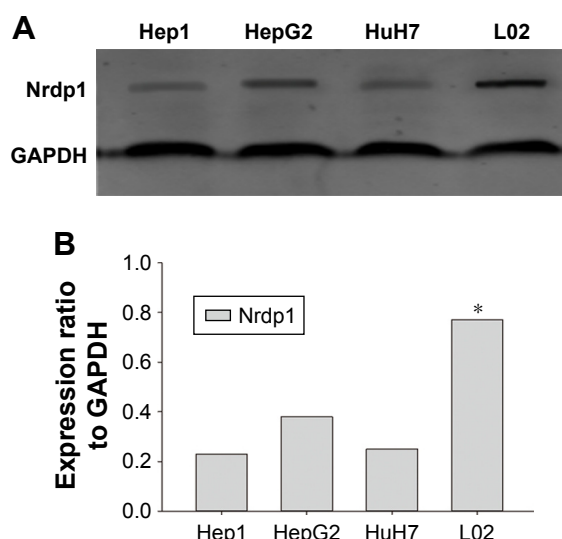 A
Hep1 HepG2 HuH7 L02
Nrdp1
GAPDH
B
Expression ratio
to GAPDH
1.0
0.8
0.6
0.4
0.2
0.0
Nrdp1
*
Hep1 HepG2 HuH7 L02